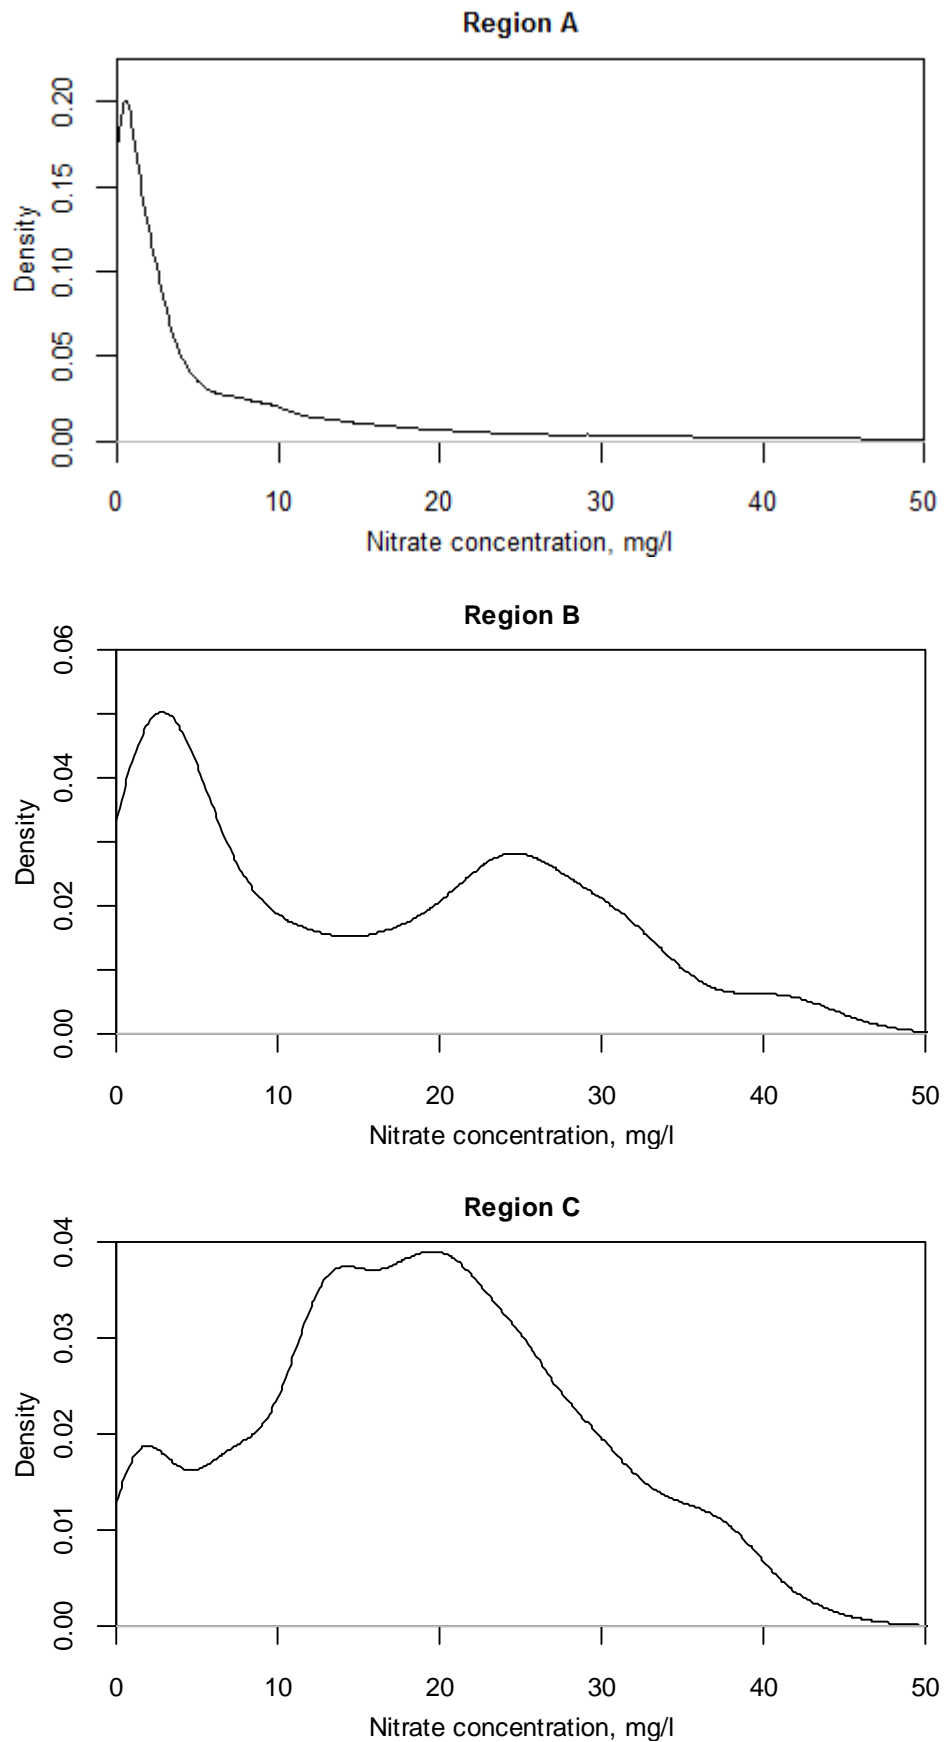 Region A
Density
0.00 0.05 0.10 0.15 0.20
0 10 20 30 40 50
Nitrate concentration, mg/l
Region B
Density
0.00 0.02 0.04 0.06
0 10 20 30 40 50
Nitrate concentration, mg/l
Region C
Density
0.00 0.01 0.02 0.03 0.04
0 10 20 30 40 50
Nitrate concentration, mg/l